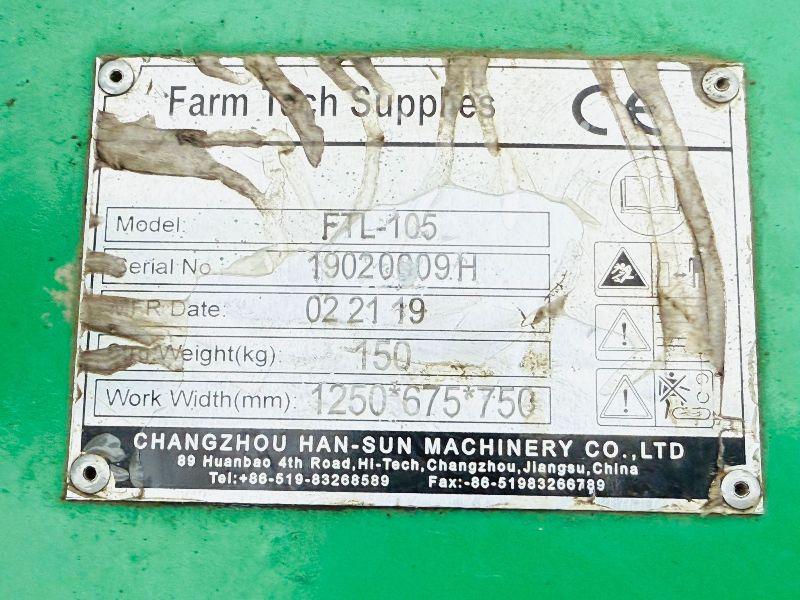 Farm Tech Supplies CE
Model: FTL-105
Serial No 19020009H
MFR Date: 02 21 19
Weight(kg): 150
Work Width(mm): 1250*675*750
CHANGZHOU HAN-SUN MACHINERY CO.,LTD
89 Huanbao 4th Road,Hi-Tech,Changzhou,Jiangsu,China
Tel:+86-519-83268589 Fax:-86-51983266789